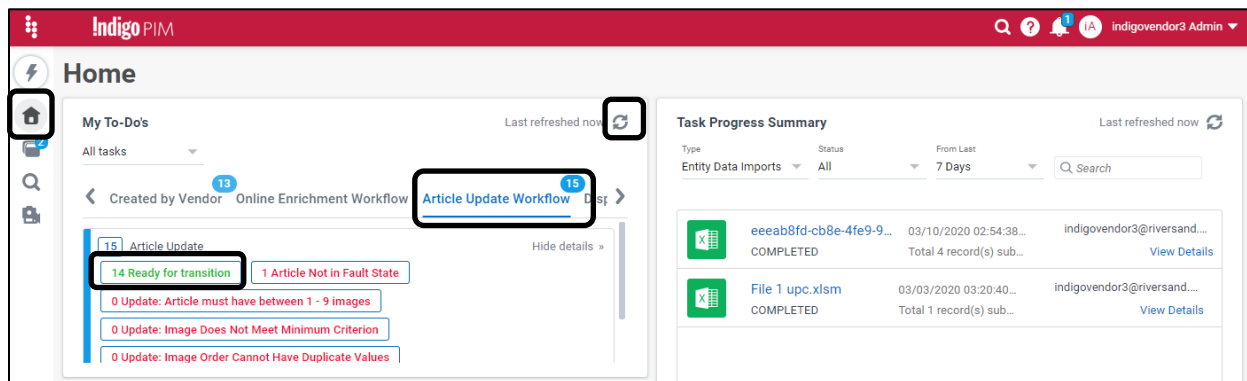 !ndigo PIM
1
iA
indigovendor3 Admin
Home
2
My To-Do's
Last refreshed now
All tasks
Created by Vendor 13
Online Enrichment Workflow
Article Update Workflow 15
Disp
15 Article Update
Hide details »
14 Ready for transition
1 Article Not in Fault State
0 Update: Article must have between 1 - 9 images
0 Update: Image Does Not Meet Minimum Criterion
0 Update: Image Order Cannot Have Duplicate Values
Task Progress Summary
Last refreshed now
Type
Status
From Last
Entity Data Imports
All
7 Days
Search
eeeab8fd-cb8e-4fe9-9...
03/10/2020 02:54:38...
indigovendor3@riversand....
COMPLETED
Total 4 record(s) sub...
View Details
File 1 upc.xlsm
03/03/2020 03:20:40...
indigovendor3@riversand....
COMPLETED
Total 1 record(s) sub...
View Details